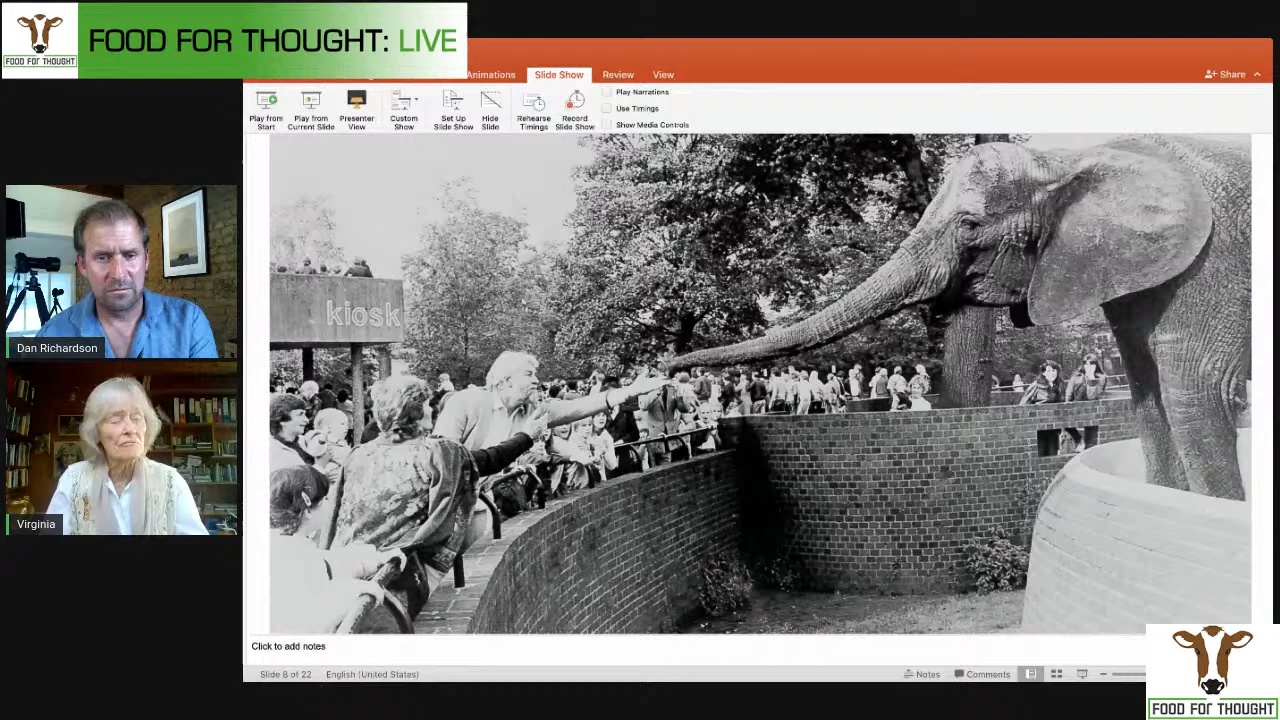 FOOD FOR THOUGHT
FOOD FOR THOUGHT: LIVE
Animations
Slide Show
Review
View
Share
Play from
Start
Play from
Current Slide
Presenter
View
Custom
Show
Set Up
Slide Show
Hide
Slide
Rehearse
Timings
Record
Slide Show
Play Narrations
Use Timings
Show Media Controls
kiosk
Dan Richardson
Virginia
Click to add notes
Slide 8 of 22
English (United States)
Notes
Comments
FOOD FOR THOUGHT